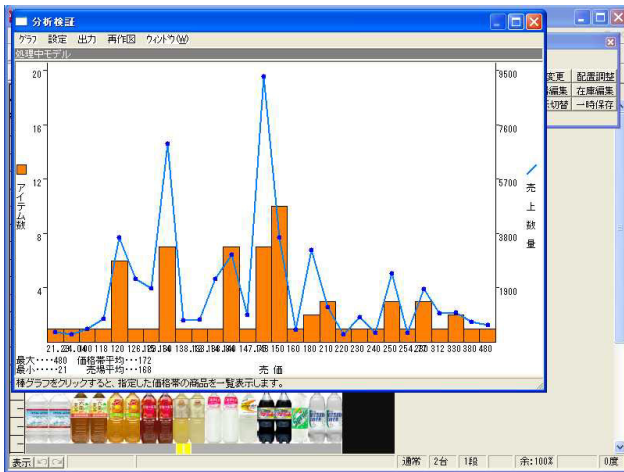 分析検証
グラフ 設定 出力 再作図 ウィンドウ(W)
処理中モデル
変更 配置調整
編集 在庫編集
切替 一時保存
20
16
12
8
4
アイテム数
9500
7600
5700
3800
1900
売上数量
118 120
150 160 180 210 220 230 240 250
312 330 380 480
最大・・・・480 価格帯平均・・・172
最小・・・・・21 売場平均・・・168
売価
棒グラフをクリックすると、指定した価格帯の商品を一覧表示します。
表示
通常 2台 1段 余:100% 0度